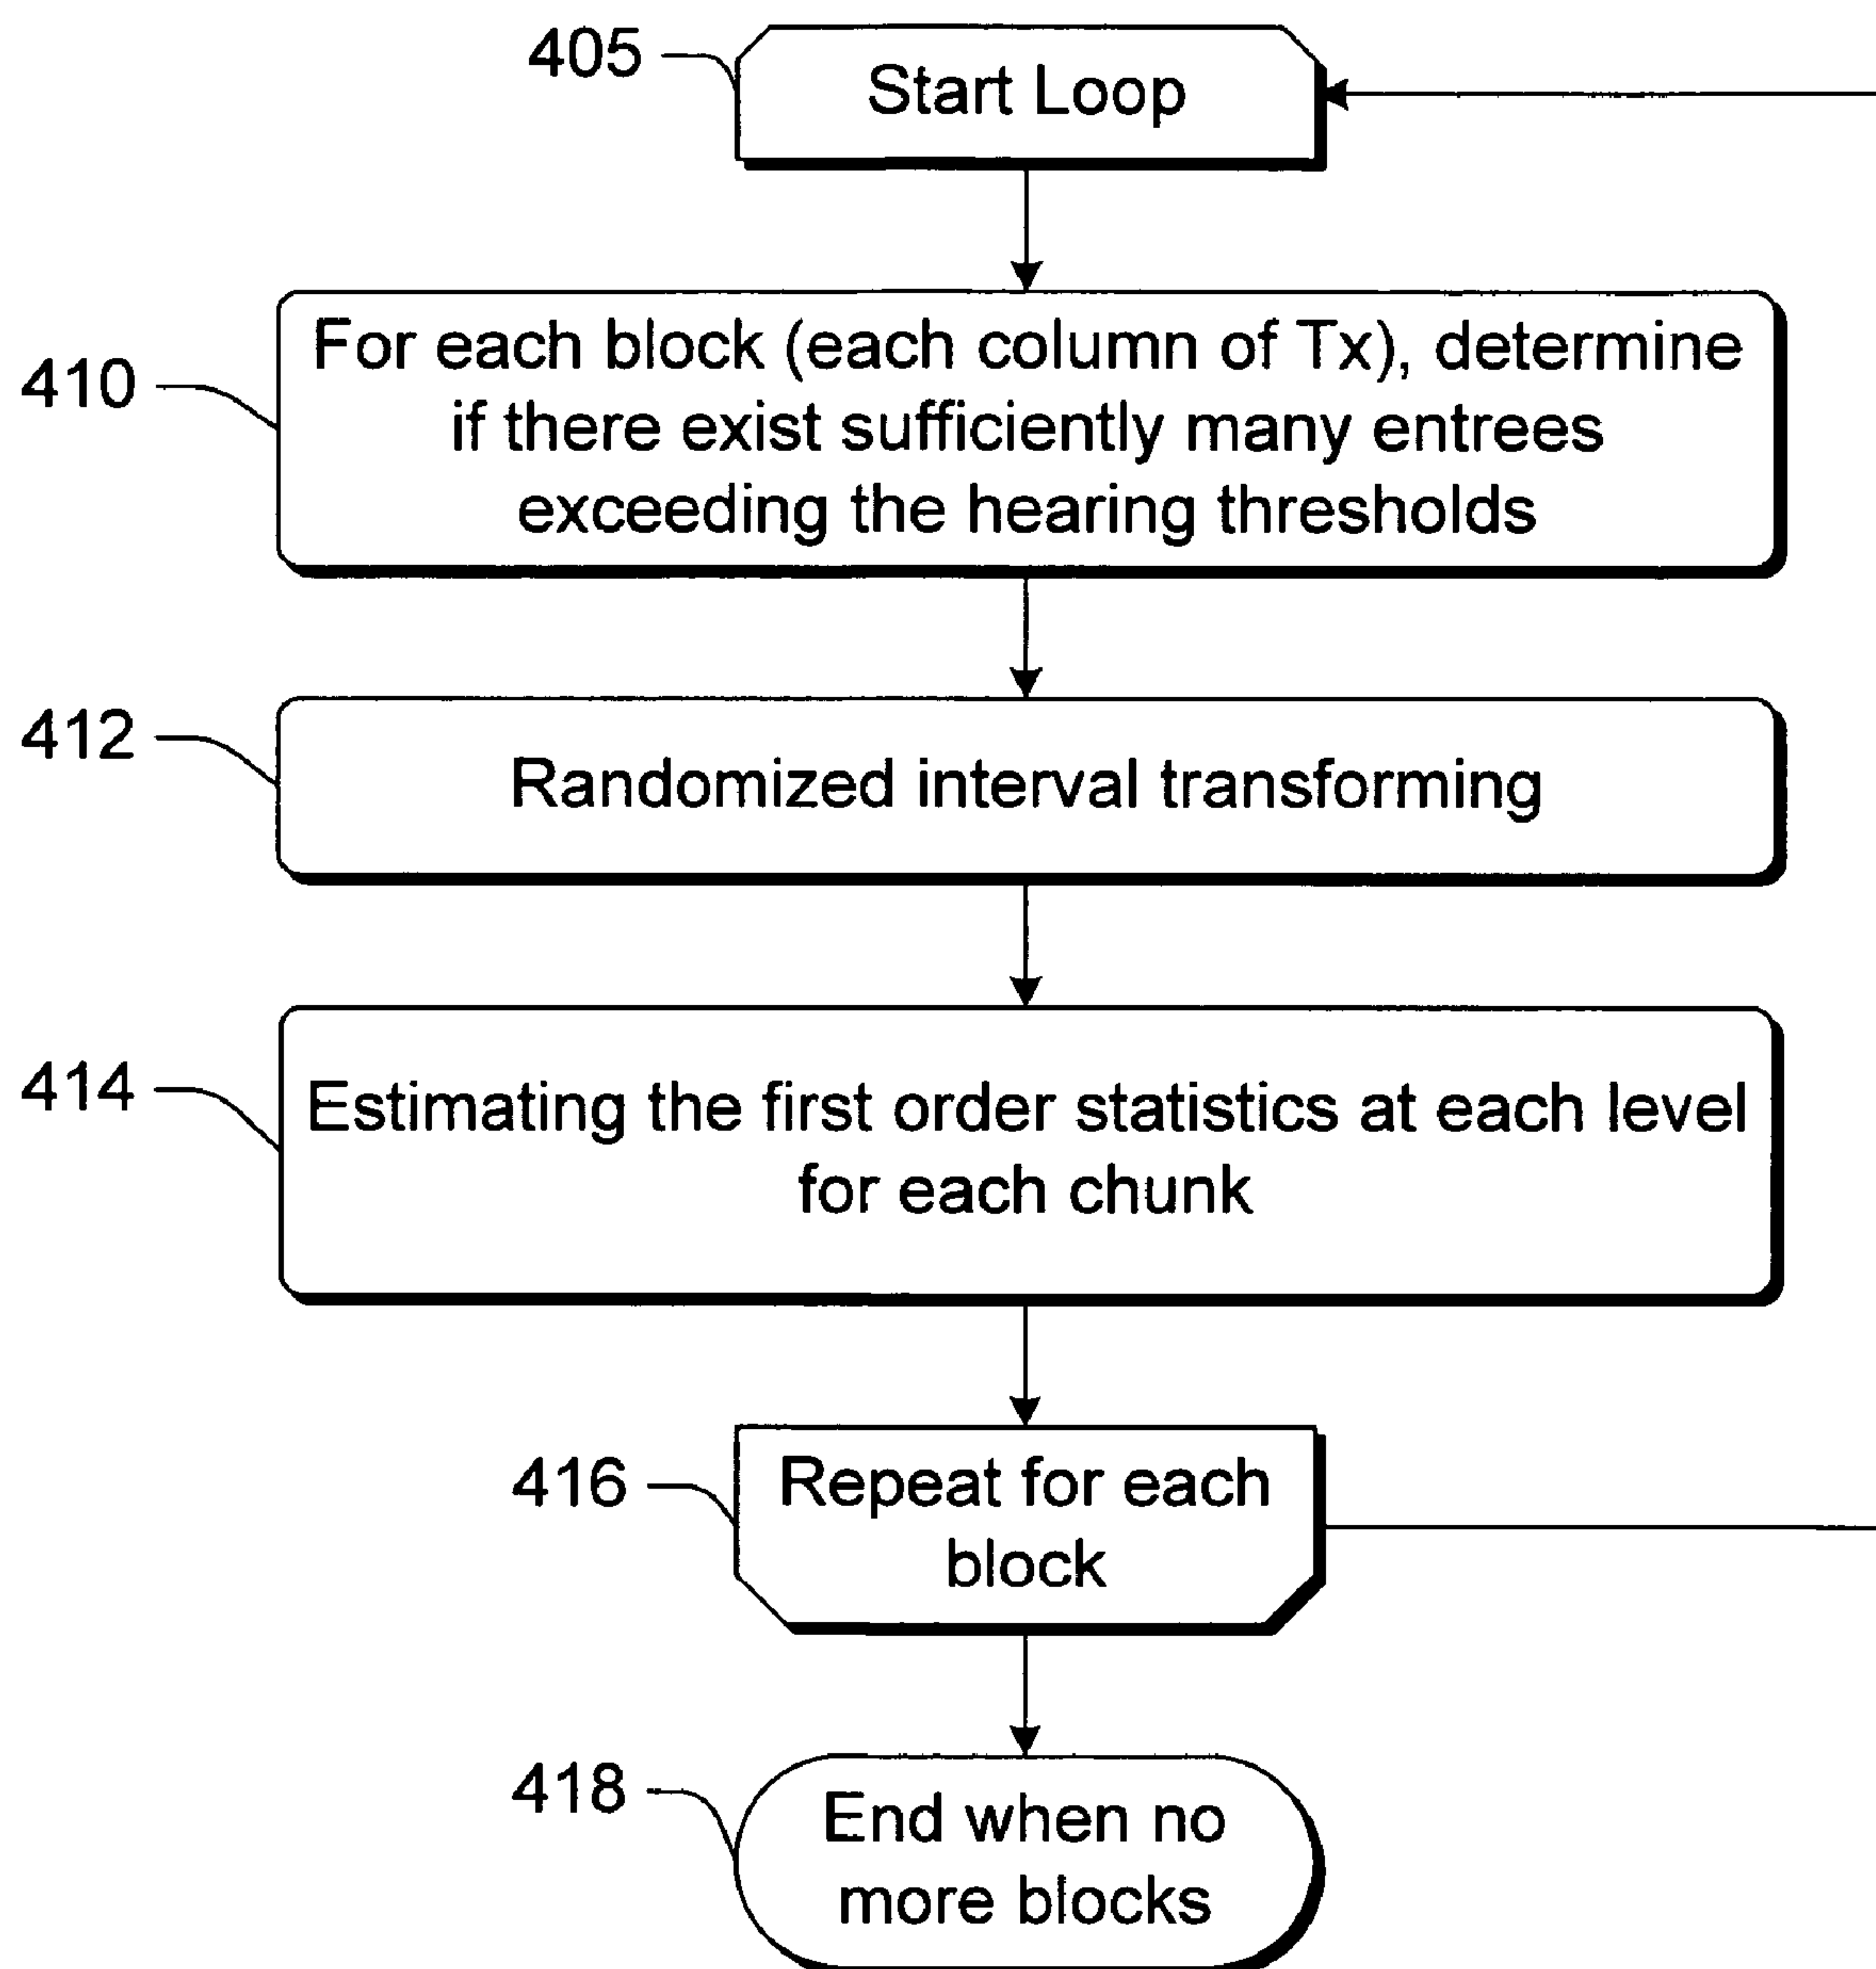 405
Start Loop
410
For each block (each column of Tx), determine
if there exist sufficiently many entrees
exceeding the hearing thresholds
412
Randomized interval transforming
414
Estimating the first order statistics at each level
for each chunk
416
Repeat for each
block
418
End when no
more blocks